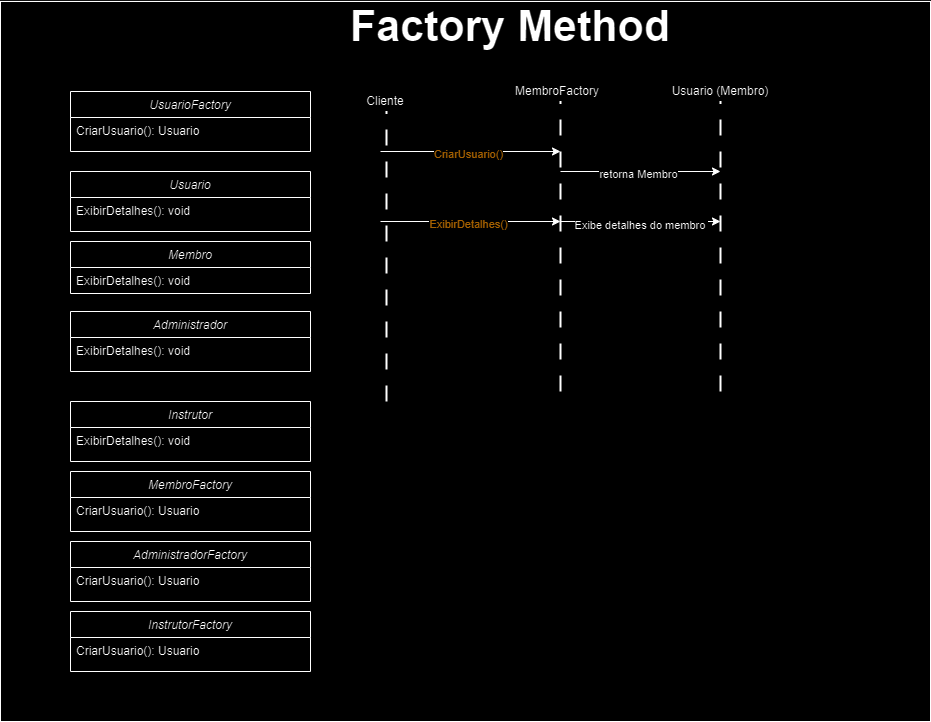 Factory Method
UsuarioFactory
CriarUsuario(): Usuario
Usuario
ExibirDetalhes(): void
Membro
ExibirDetalhes(): void
Administrador
ExibirDetalhes(): void
Instrutor
ExibirDetalhes(): void
MembroFactory
CriarUsuario(): Usuario
AdministradorFactory
CriarUsuario(): Usuario
InstrutorFactory
CriarUsuario(): Usuario
Cliente
MembroFactory
Usuario (Membro)
CriarUsuario()
retorna Membro
ExibirDetalhes()
Exibe detalhes do membro